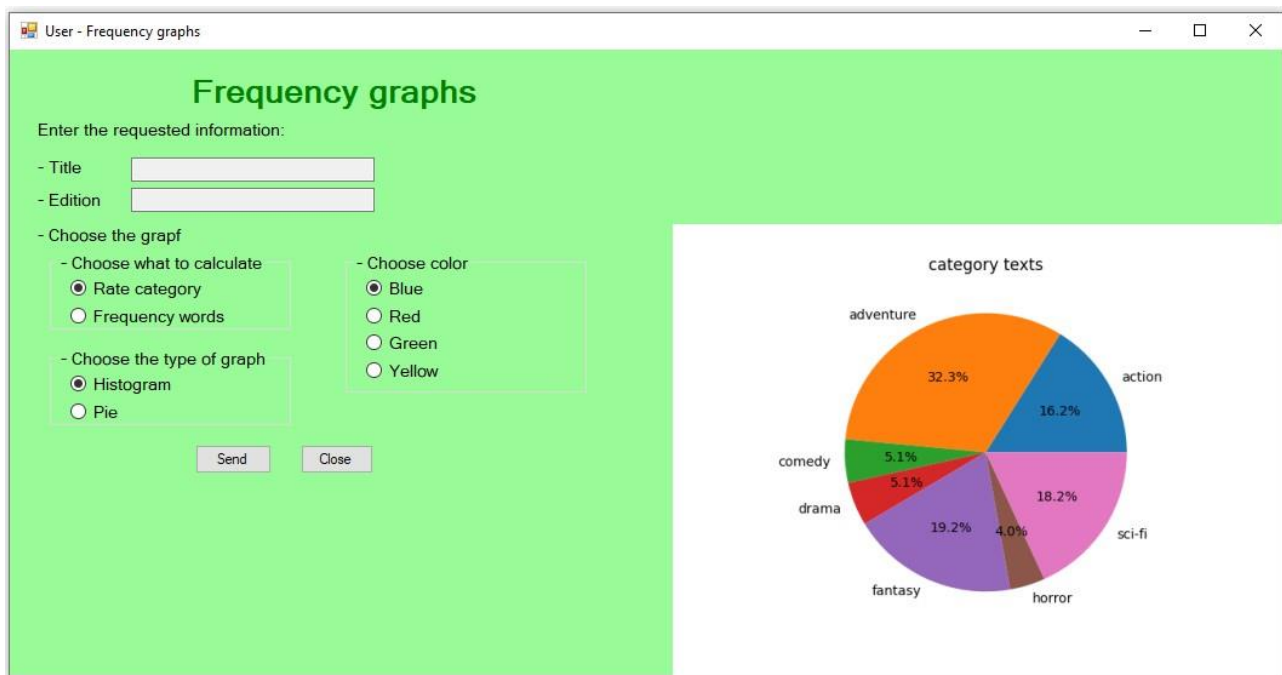 User - Frequency graphs
Frequency graphs
Enter the requested information:
- Title
- Edition
- Choose the grapf
- Choose what to calculate
Rate category
Frequency words
- Choose color
Blue
Red
Green
Yellow
- Choose the type of graph
Histogram
Pie
Send
Close
category texts
adventure
32.3%
action
16.2%
comedy
5.1%
drama
5.1%
fantasy
19.2%
horror
4.0%
sci-fi
18.2%